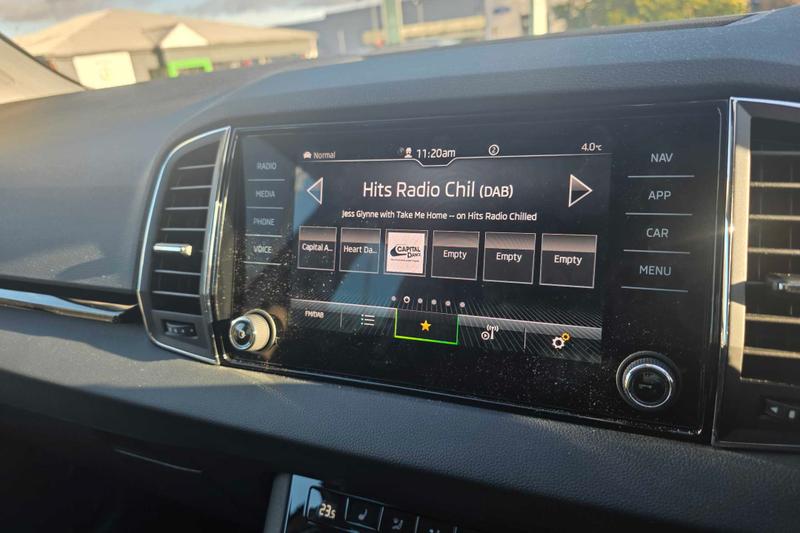 Normal
11:20am
2
4.0°c
RADIO
MEDIA
PHONE
VOICE
Hits Radio Chil (DAB)
Jess Glynne with Take Me Home -- on Hits Radio Chilled
Capital A...
Heart Da...
CAPITAL
DANCE
Empty
Empty
Empty
FM/DAB
NAV
APP
CAR
MENU
23.5